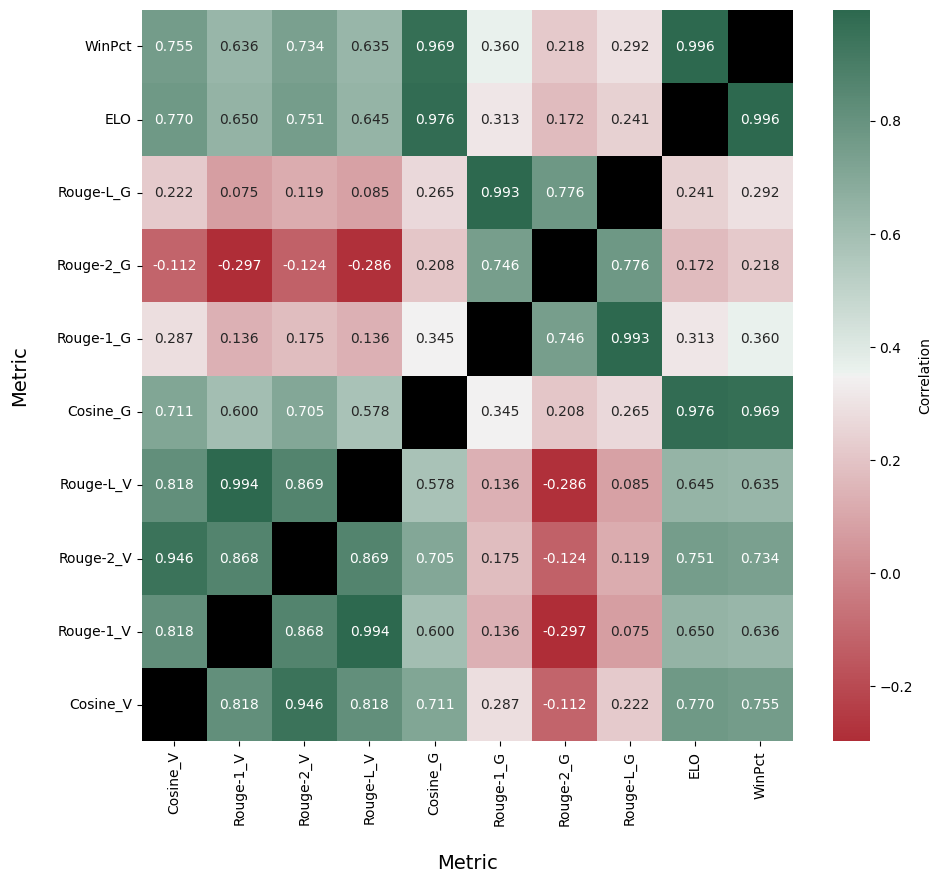 WinPct 0.755 0.636 0.734 0.635 0.969 0.360 0.218 0.292 0.996
ELO 0.770 0.650 0.751 0.645 0.976 0.313 0.172 0.241 0.996
Rouge-L_G 0.222 0.075 0.119 0.085 0.265 0.993 0.776 0.241 0.292
Rouge-2_G -0.112 -0.297 -0.124 -0.286 0.208 0.746 0.776 0.172 0.218
Rouge-1_G 0.287 0.136 0.175 0.136 0.345 0.746 0.993 0.313 0.360
Cosine_G 0.711 0.600 0.705 0.578 0.345 0.208 0.265 0.976 0.969
Rouge-L_V 0.818 0.994 0.869 0.578 0.136 -0.286 0.085 0.645 0.635
Rouge-2_V 0.946 0.868 0.869 0.705 0.175 -0.124 0.119 0.751 0.734
Rouge-1_V 0.818 0.868 0.994 0.600 0.136 -0.297 0.075 0.650 0.636
Cosine_V 0.818 0.946 0.818 0.711 0.287 -0.112 0.222 0.770 0.755
Metric
Cosine_V
Rouge-1_V
Rouge-2_V
Rouge-L_V
Cosine_G
Rouge-1_G
Rouge-2_G
Rouge-L_G
ELO
WinPct
Metric
0.8
0.6
0.4
0.2
0.0
−0.2
Correlation